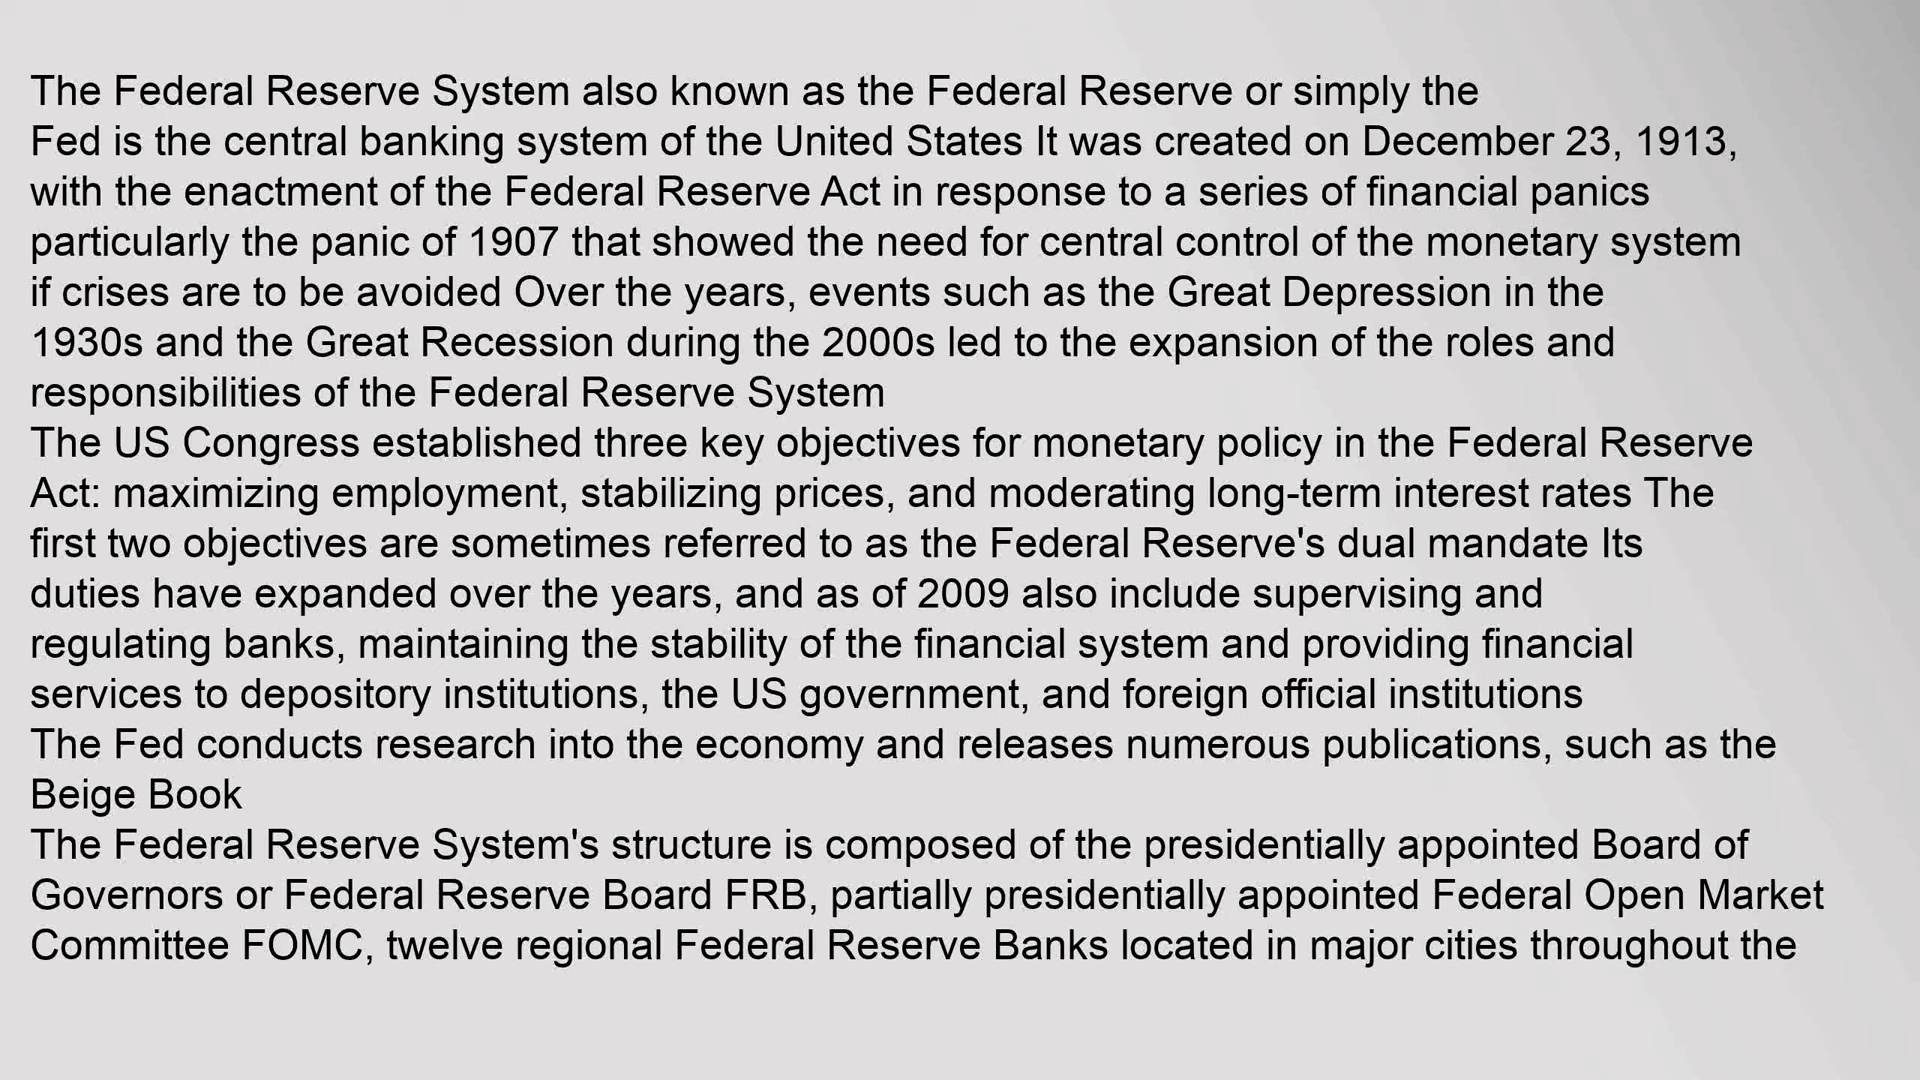 The Federal Reserve System also known as the Federal Reserve or simply the
Fed is the central banking system of the United States It was created on December 23, 1913,
with the enactment of the Federal Reserve Act in response to a series of financial panics
particularly the panic of 1907 that showed the need for central control of the monetary system
if crises are to be avoided Over the years, events such as the Great Depression in the
1930s and the Great Recession during the 2000s led to the expansion of the roles and
responsibilities of the Federal Reserve System
The US Congress established three key objectives for monetary policy in the Federal Reserve
Act: maximizing employment, stabilizing prices, and moderating long-term interest rates The
first two objectives are sometimes referred to as the Federal Reserve's dual mandate Its
duties have expanded over the years, and as of 2009 also include supervising and
regulating banks, maintaining the stability of the financial system and providing financial
services to depository institutions, the US government, and foreign official institutions
The Fed conducts research into the economy and releases numerous publications, such as the
Beige Book
The Federal Reserve System's structure is composed of the presidentially appointed Board of
Governors or Federal Reserve Board FRB, partially presidentially appointed Federal Open Market
Committee FOMC, twelve regional Federal Reserve Banks located in major cities throughout the